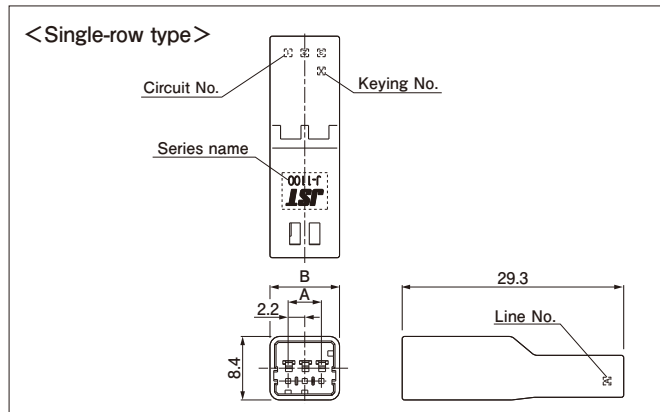 <Single-row type>
Circuit No.
Keying No.
Series name
J-1100
JST
B
A
2.2
8.4
29.3
Line No.